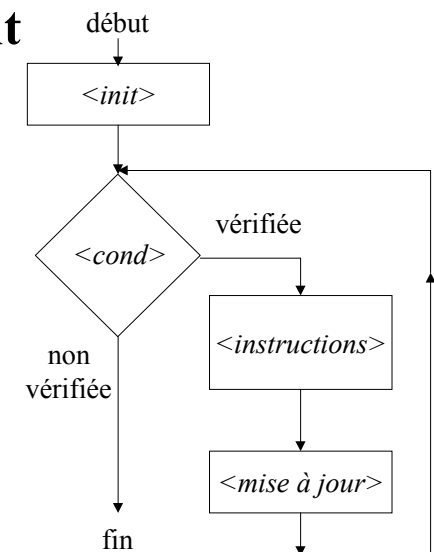 début
<init>
<cond>
vérifiée
<instructions>
non
vérifiée
<mise à jour>
fin